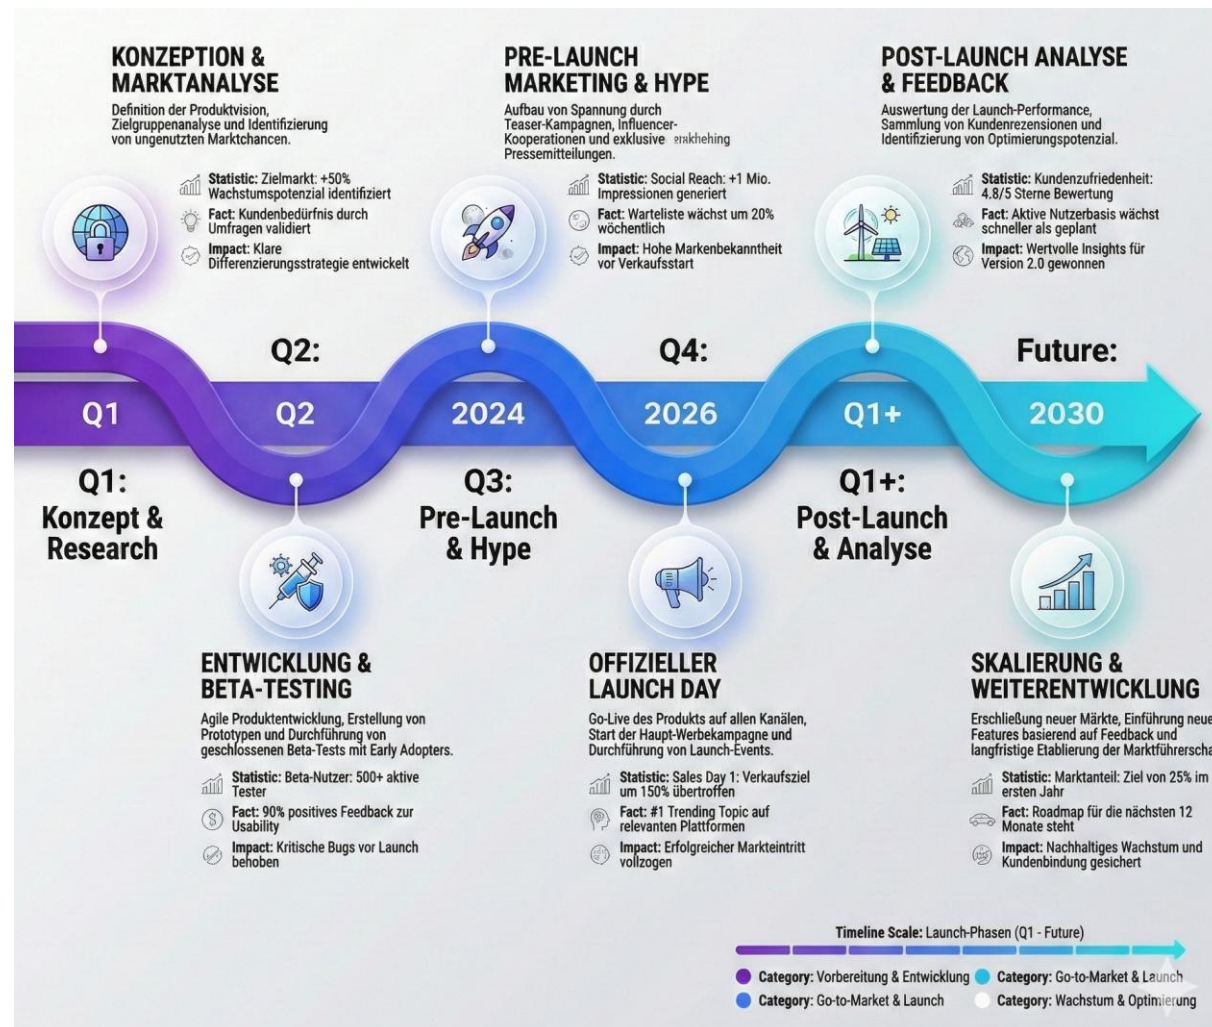 KONZEPTION &
MARKTANALYSE
Definition der Produktvision,
Zielgruppenanalyse und Identifizierung
von ungenutzten Marktchancen.
Statistic: Zielmarkt: +50%
Wachstumspotenzial identifiziert
Fact: Kundenbedürfnis durch
Umfragen validiert
Impact: Klare
Differenzierungsstrategie entwickelt
PRE-LAUNCH
MARKETING & HYPE
Aufbau von Spannung durch
Teaser-Kampagnen, Influencer-
Kooperationen und exklusive
Pressemitteilungen.
Statistic: Social Reach: +1 Mio.
Impressionen generiert
Fact: Warteliste wächst um 20%
wöchentlich
Impact: Hohe Markenbekanntheit
vor Verkaufsstart
POST-LAUNCH ANALYSE
& FEEDBACK
Auswertung der Launch-Performance,
Sammlung von Kundenrezensionen und
Identifizierung von Optimierungspotenzial.
Statistic: Kundenzufriedenheit:
4.8/5 Sterne Bewertung
Fact: Aktive Nutzerbasis wächst
schneller als geplant
Impact: Wertvolle Insights für
Version 2.0 gewonnen
Q2:
Q4:
Future:
Q1
Q2
2024
2026
Q1+
2030
Q1:
Konzept &
Research
Q3:
Pre-Launch
& Hype
Q1+:
Post-Launch
& Analyse
ENTWICKLUNG &
BETA-TESTING
Agile Produktentwicklung, Erstellung von
Prototypen und Durchführung von
geschlossenen Beta-Tests mit Early Adopters.
Statistic: Beta-Nutzer: 500+ aktive
Tester
Fact: 90% positives Feedback zur
Usability
Impact: Kritische Bugs vor Launch
behoben
OFFIZIELLER
LAUNCH DAY
Go-Live des Produkts auf allen Kanälen,
Start der Haupt-Werbekampagne und
Durchführung von Launch-Events.
Statistic: Sales Day 1: Verkaufsziel
um 150% übertroffen
Fact: #1 Trending Topic auf
relevanten Plattformen
Impact: Erfolgreicher Markteintritt
vollzogen
SKALIERUNG &
WEITERENTWICKLUNG
Erschließung neuer Märkte, Einführung neue
Features basierend auf Feedback und
langfristige Etablierung der Marktführerscha
Statistic: Marktanteil: Ziel von 25% im
ersten Jahr
Fact: Roadmap für die nächsten 12
Monate steht
Impact: Nachhaltiges Wachstum und
Kundenbindung gesichert
Timeline Scale: Launch-Phasen (Q1 - Future)
Category: Vorbereitung & Entwicklung
Category: Go-to-Market & Launch
Category: Go-to-Market & Launch
Category: Wachstum & Optimierung